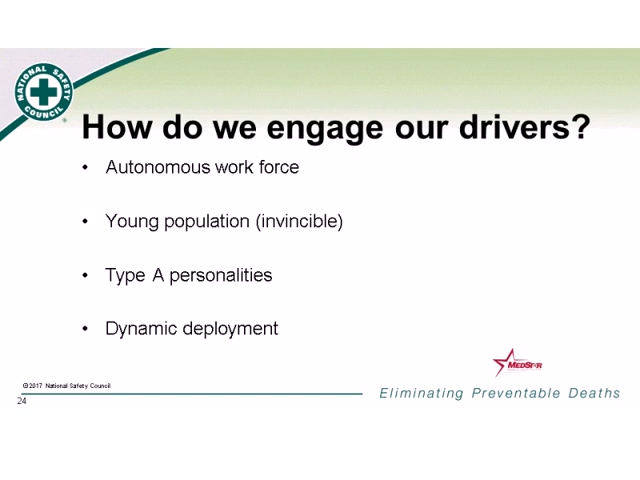 NATIONAL SAFETY COUNCIL
How do we engage our drivers?
• Autonomous work force
• Young population (invincible)
• Type A personalities
• Dynamic deployment
MEDSTAR
©2017 National Safety Council
Eliminating Preventable Deaths
24